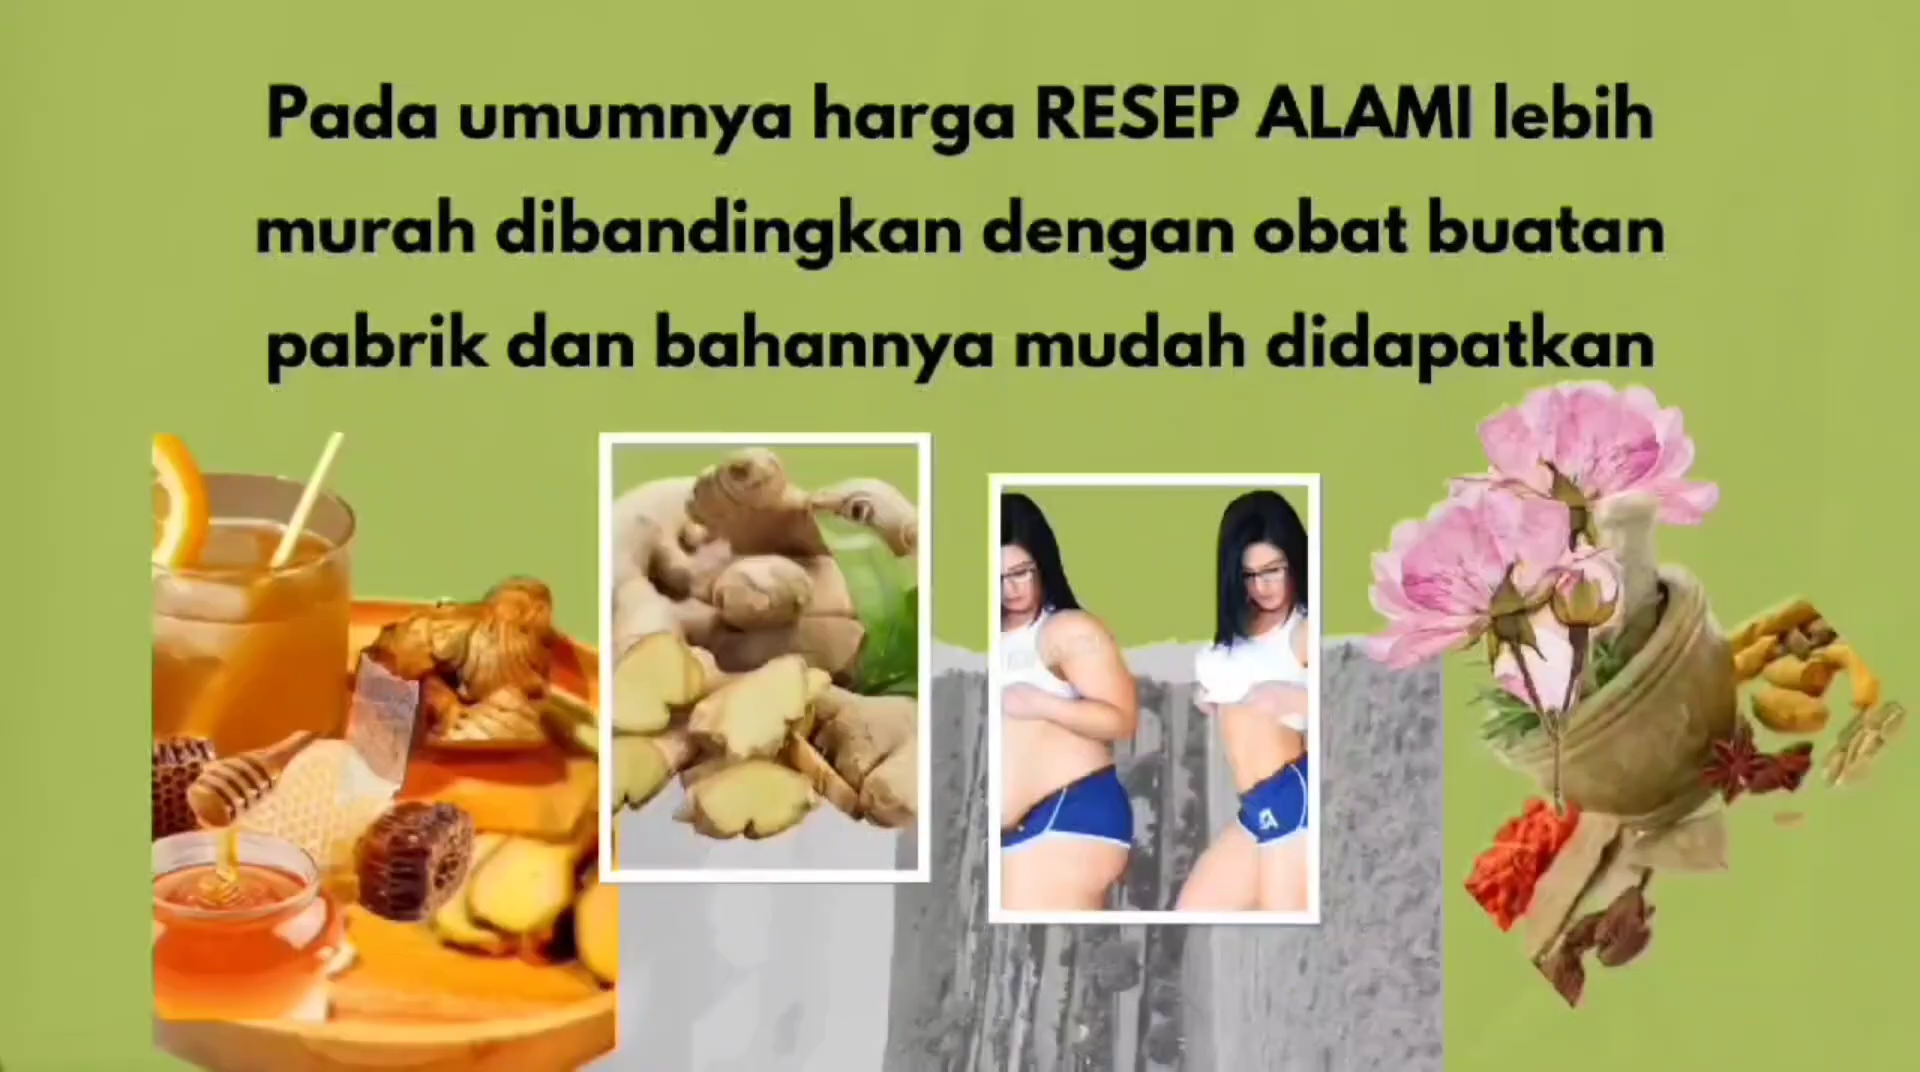 Pada umumnya harga RESEP ALAMI lebih
murah dibandingkan dengan obat buatan
pabrik dan bahannya mudah didapatkan